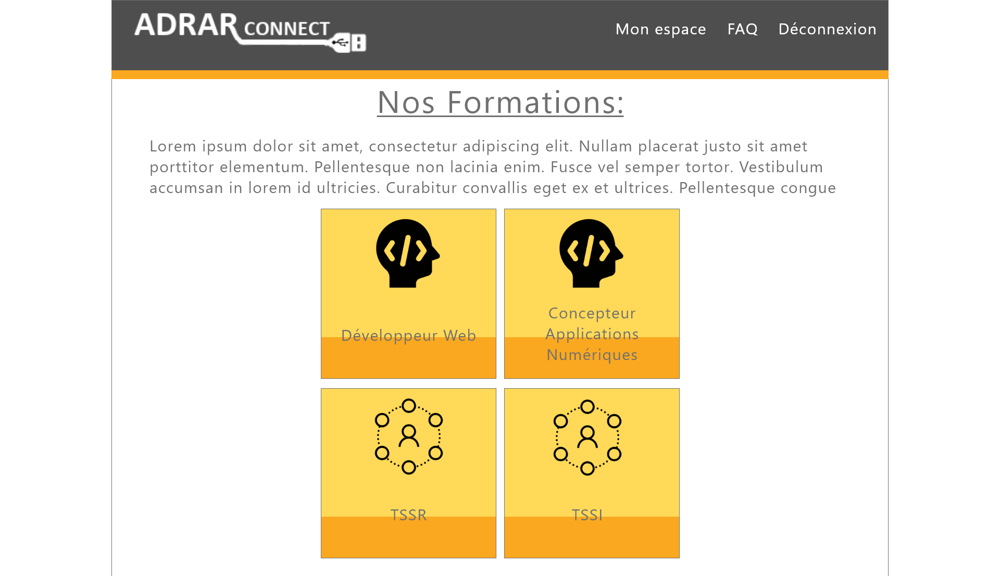 ADRAR CONNECT
Mon espace FAQ Déconnexion
Nos Formations:
Lorem ipsum dolor sit amet, consectetur adipiscing elit. Nullam placerat justo sit amet
porttitor elementum. Pellentesque non lacinia enim. Fusce vel semper tortor. Vestibulum
accumsan in lorem id ultricies. Curabitur convallis eget ex et ultrices. Pellentesque congue
Développeur Web
Concepteur
Applications
Numériques
TSSR
TSSI